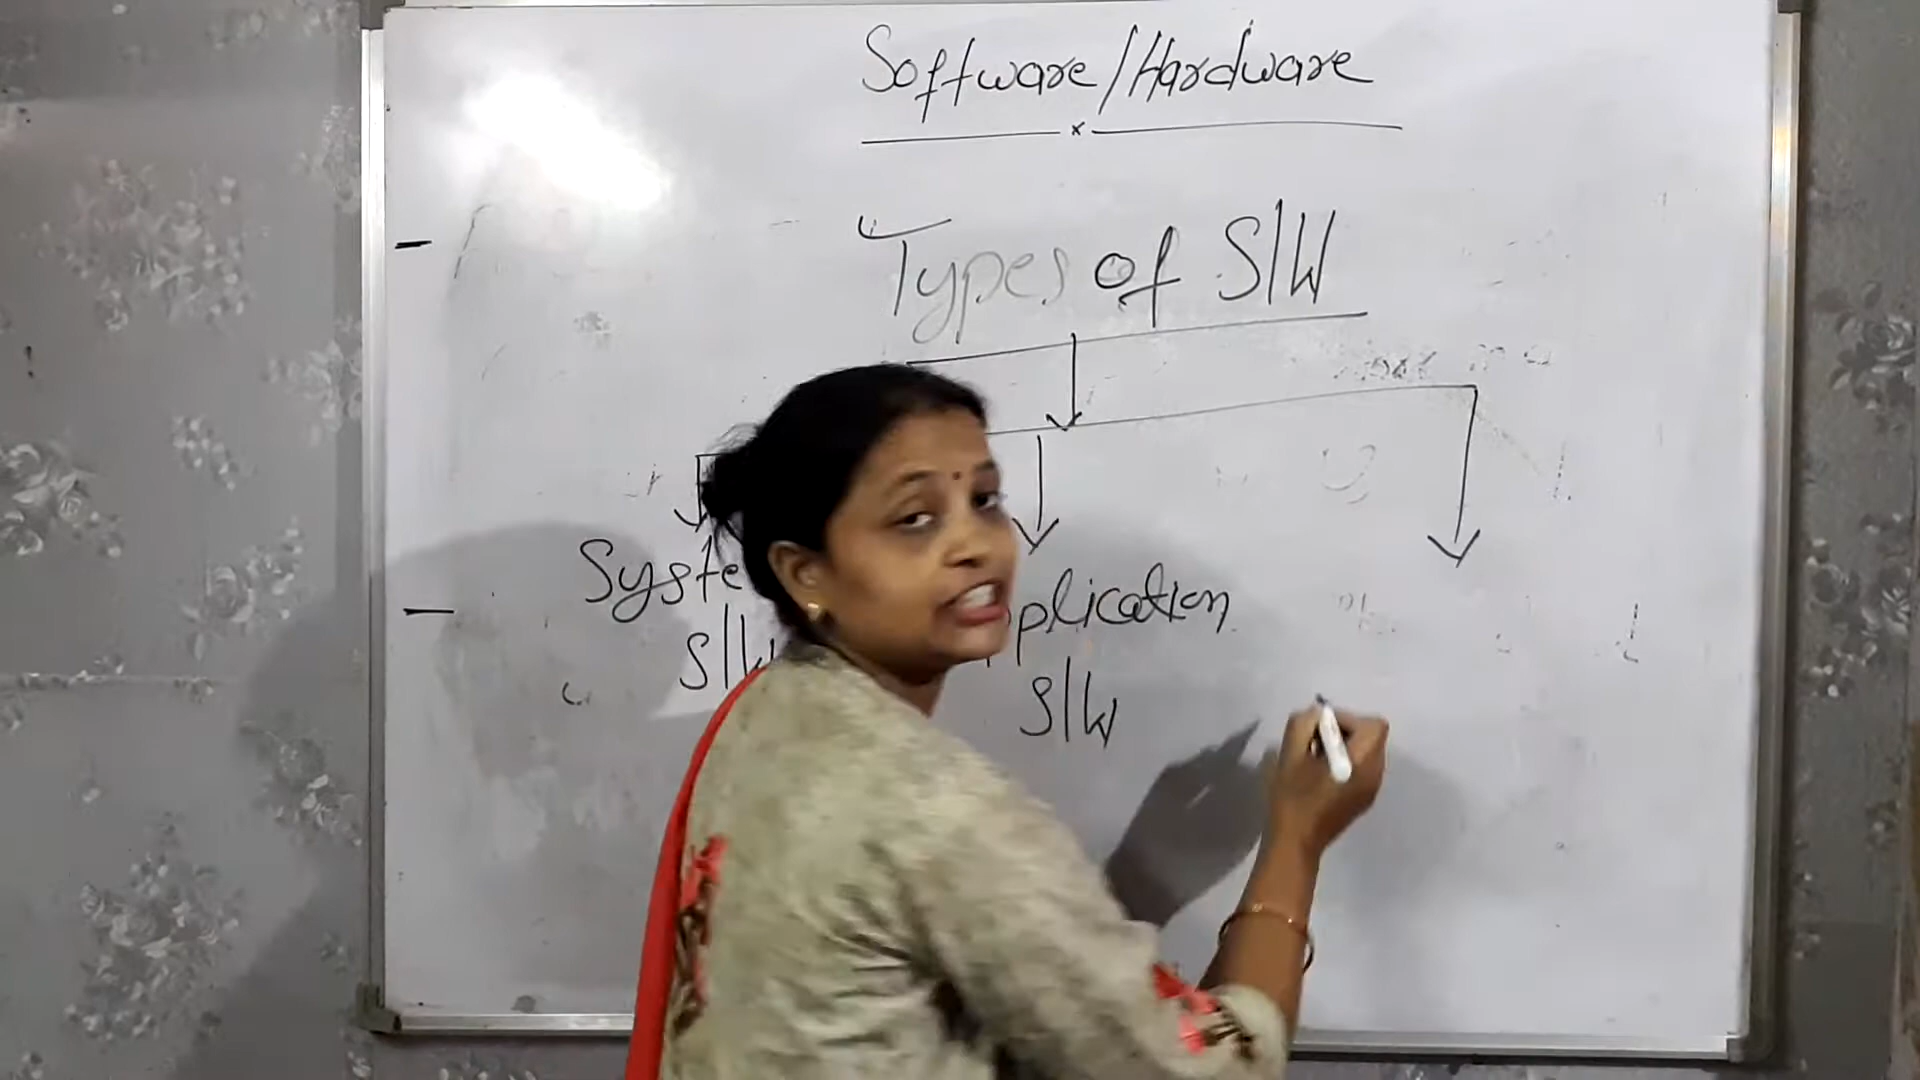 Software/Hardware
Types of S/W
Syste plication
S/W S/W